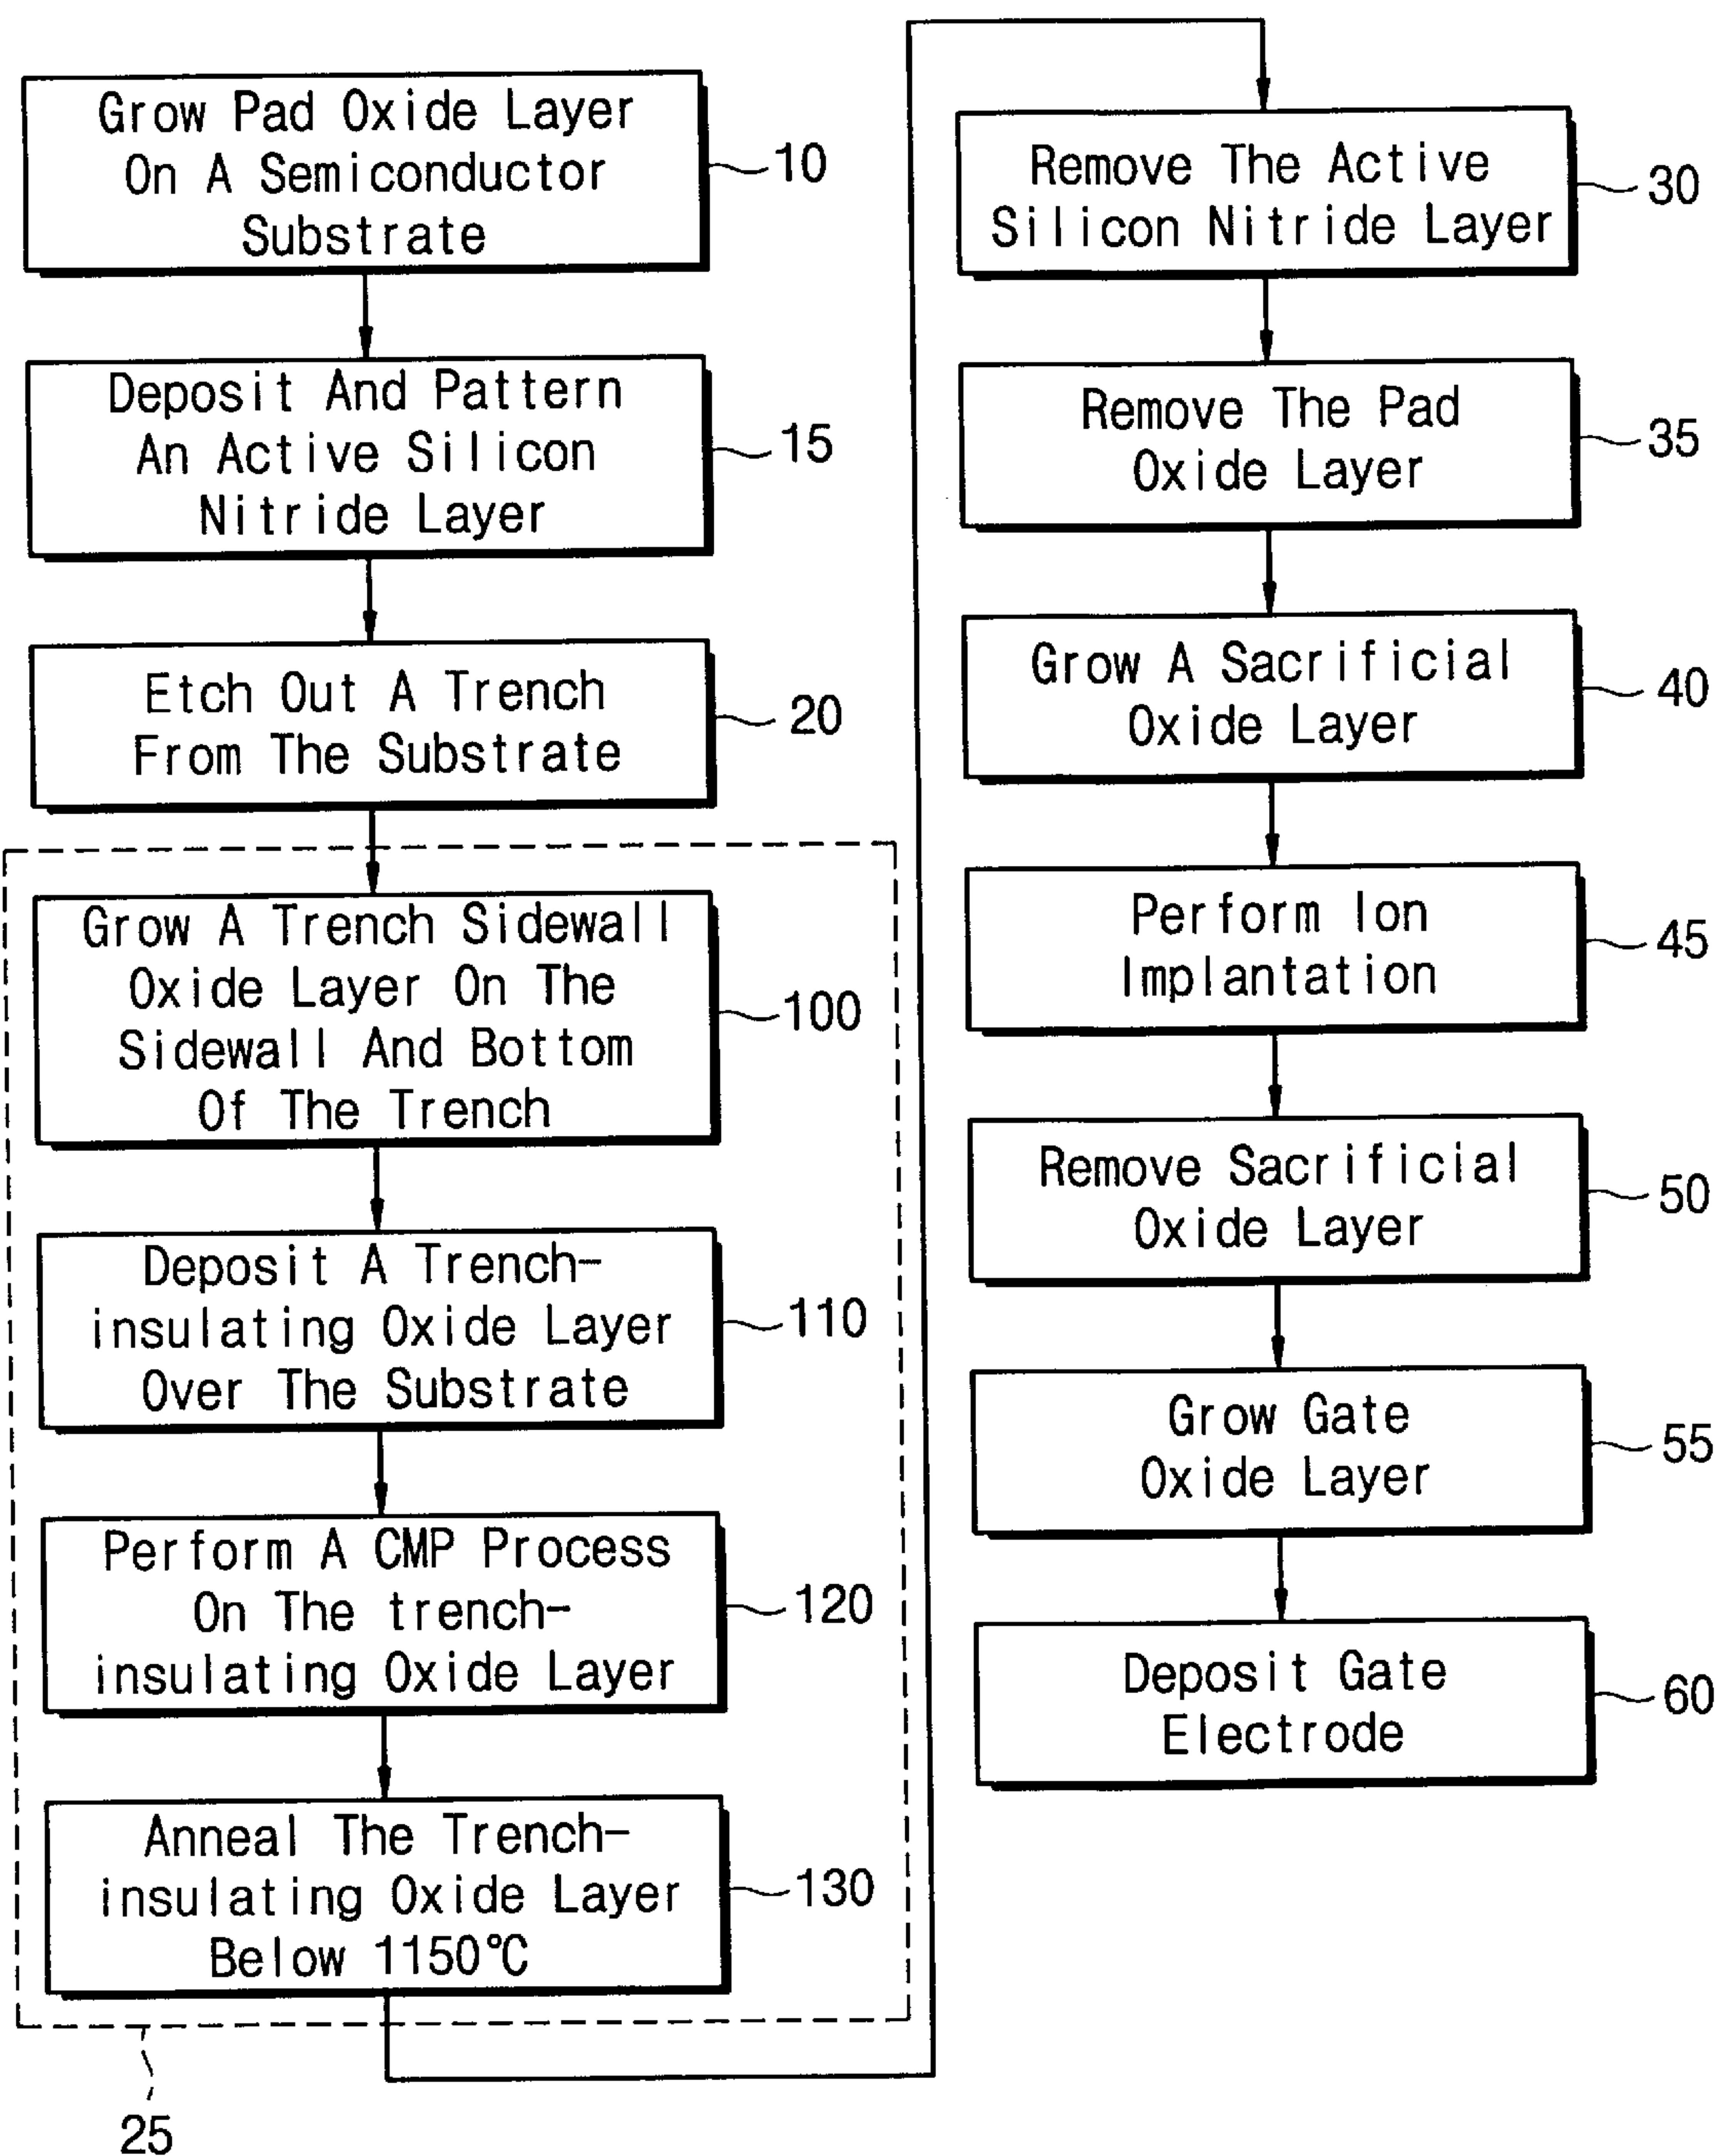 Grow Pad Oxide Layer
On A Semiconductor
Substrate
10
Deposit And Pattern
An Active Silicon
Nitride Layer
15
Etch Out A Trench
From The Substrate
20
Grow A Trench Sidewall
Oxide Layer On The
Sidewall And Bottom
Of The Trench
100
Deposit A Trench-
insulating Oxide Layer
Over The Substrate
110
Perform A CMP Process
On The trench-
insulating Oxide Layer
120
Anneal The Trench-
insulating Oxide Layer
Below 1150°C
130
25
Remove The Active
Silicon Nitride Layer
30
Remove The Pad
Oxide Layer
35
Grow A Sacrificial
Oxide Layer
40
Perform Ion
Implantation
45
Remove Sacrificial
Oxide Layer
50
Grow Gate
Oxide Layer
55
Deposit Gate
Electrode
60